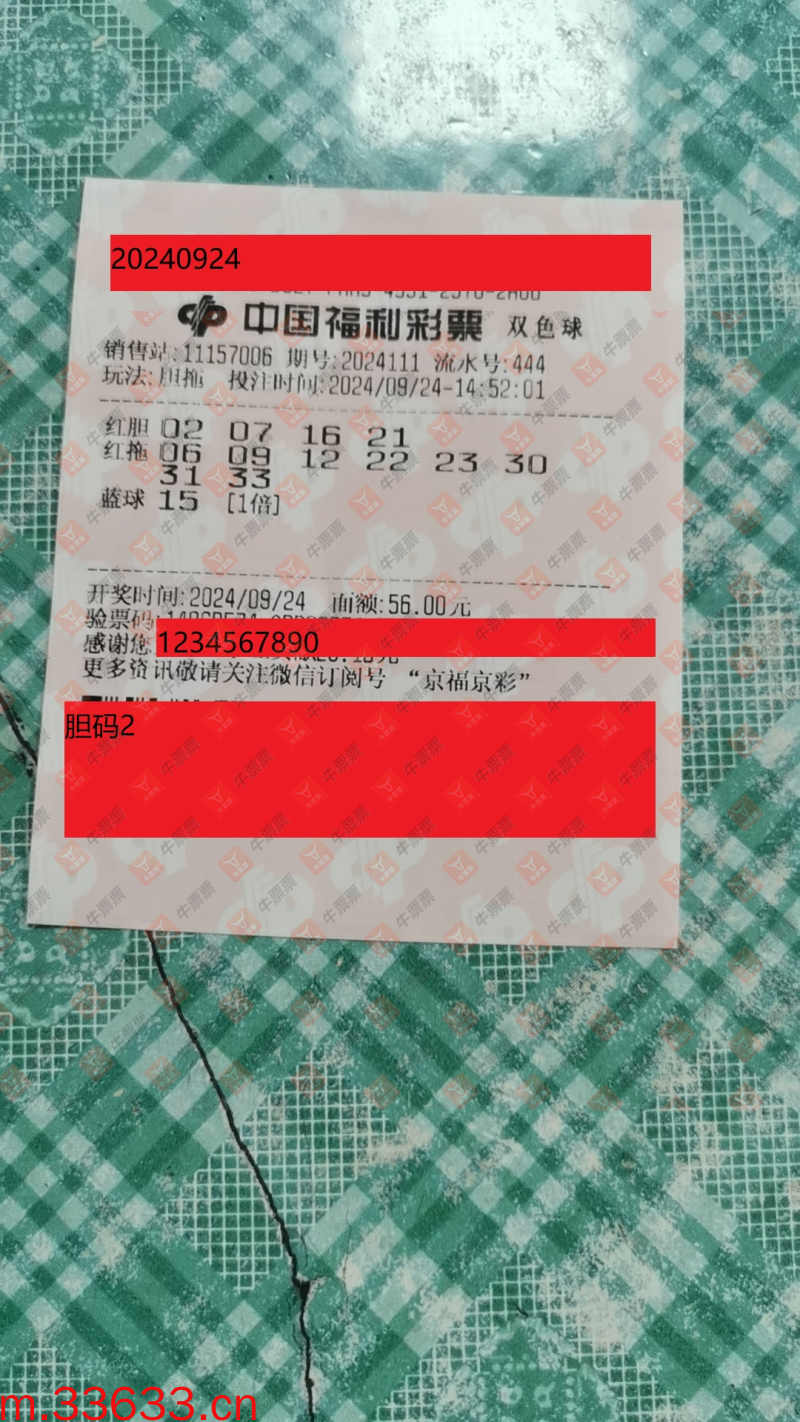 20240924
中国福利彩票 双色球
销售站:11157006 期号:2024111 流水号:444
玩法:胆拖 投注时间:2024/09/24-14:52:01
红胆 02 07 16 21
红拖 06 09 12 22 23 30
31 33
蓝球 15 [1倍]
开奖时间:2024/09/24 面额:56.00元
验票码:
感谢您 1234567890
更多资讯敬请关注微信订阅号 “京福京彩”
胆码2
牛票票
m.33633.cn